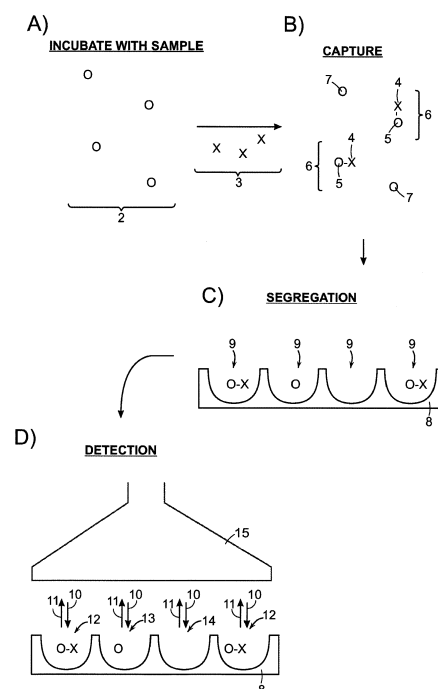 A)
INCUBATE WITH SAMPLE
O
O
O
O
2
X X X
3
B)
CAPTURE
7
O
4
X
O
5
6
6
4
O-X
5
O
7
C)
SEGREGATION
9 9 9 9
O-X O O-X
8
D)
DETECTION
15
11 10 11 10 11 10 11 10
12 13 14 12
O-X O O-X
8